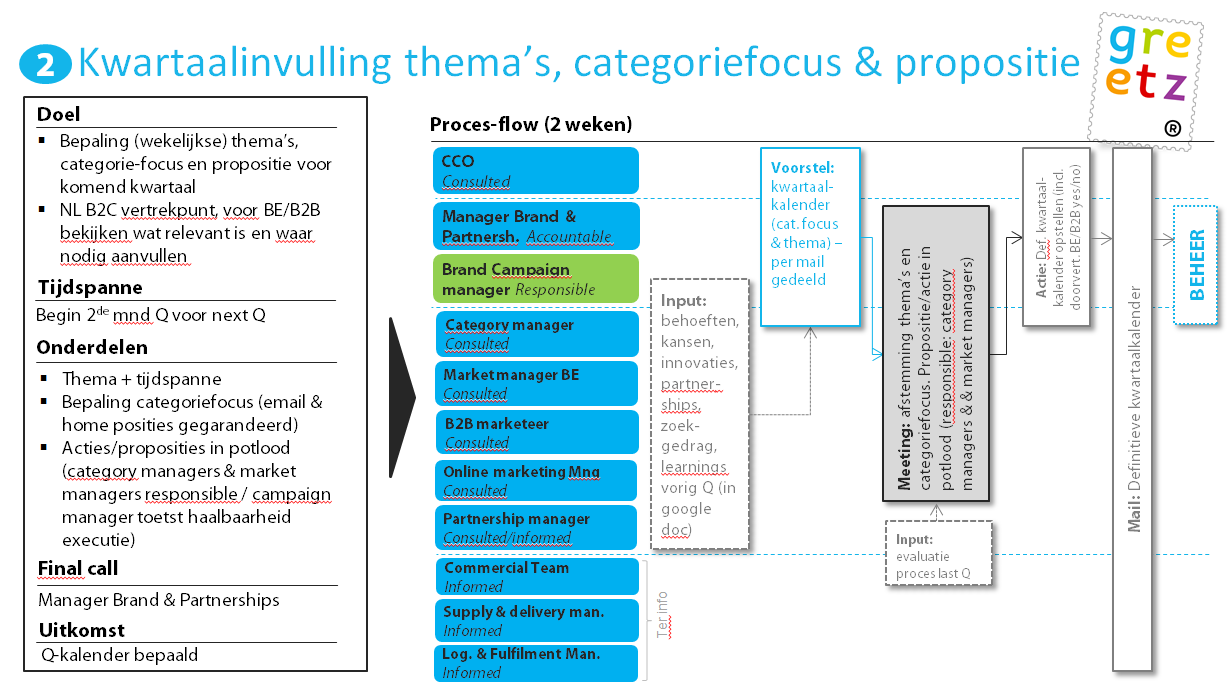 2 Kwartaalinvulling thema's, categoriefocus & propositie
gre
etz
®
Doel
▪ Bepaling (wekelijkse) thema's,
categorie-focus en propositie voor
komend kwartaal
▪ NL B2C vertrekpunt, voor BE/B2B
bekijken wat relevant is en waar
nodig aanvullen
Tijdspanne
Begin 2de mnd Q voor next Q
Onderdelen
▪ Thema + tijdspanne
▪ Bepaling categoriefocus (email &
home posities gegarandeerd)
▪ Acties/proposities in potlood
(category managers & market
managers responsible / campaign
manager toetst haalbaarheid
executie)
Final call
Manager Brand & Partnerships
Uitkomst
Q-kalender bepaald
Proces-flow (2 weken)
CCO
Consulted
Manager Brand &
Partnersh. Accountable
Brand Campaign
manager Responsible
Category manager
Consulted
Market manager BE
Consulted
B2B marketeer
Consulted
Online marketing Mng
Consulted
Partnership manager
Consulted/informed
Commercial Team
Informed
Supply & delivery man.
Informed
Log. & Fulfilment Man.
Informed
Ter info
Input:
behoeften,
kansen,
innovaties,
partner-
ships,
zoek-
gedrag,
learnings
vorig Q (in
google
doc)
Voorstel:
kwartaal-
kalender
(cat. focus
& thema) –
per mail
gedeeld
Meeting: afstemming thema's en
categoriefocus. Propositie/actie in
potlood (responsible: category
managers & & market managers)
Input:
evaluatie
proces last Q
Actie: Def. kwartaal-
kalender opstellen (incl.
doorvert. BE/B2B yes/no)
Mail: Definitieve kwartaalkalender
BEHEER